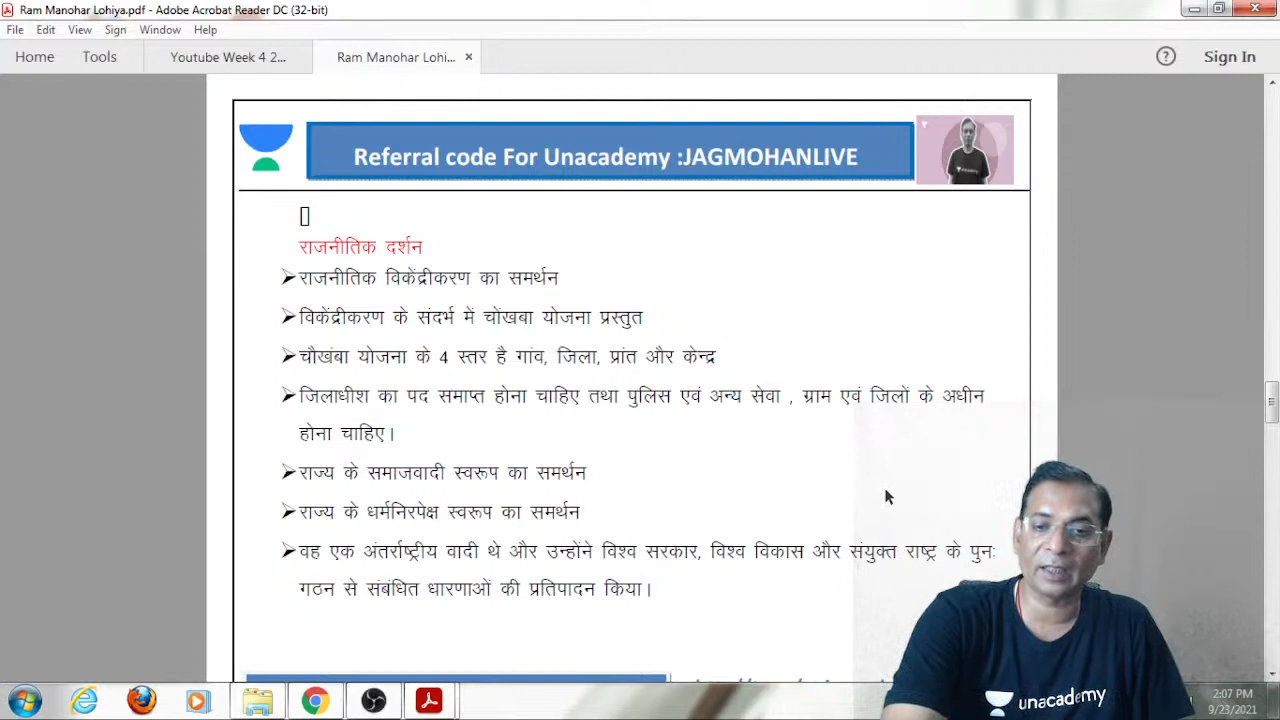 Ram Manohar Lohiya.pdf - Adobe Acrobat Reader DC (32-bit)
File Edit View Sign Window Help
Home Tools Youtube Week 4 2... Ram Manohar Lohi... × ? Sign In
Referral code For Unacademy :JAGMOHANLIVE
राजनीतिक दर्शन
➢राजनीतिक विकेंद्रीकरण का समर्थन
➢विकेंद्रीकरण के संदर्भ में चोंखबा योजना प्रस्तुत
➢चौखंबा योजना के 4 स्तर है गांव, जिला, प्रांत और केन्द्र
➢जिलाधीश का पद समाप्त होना चाहिए तथा पुलिस एवं अन्य सेवा , ग्राम एवं जिलों के अधीन
होना चाहिए।
➢राज्य के समाजवादी स्वरूप का समर्थन
➢राज्य के धर्मनिरपेक्ष स्वरूप का समर्थन
➢वह एक अंतर्राष्ट्रीय वादी थे और उन्होंने विश्व सरकार, विश्व विकास और संयुक्त राष्ट्र के पुनः
गठन से संबंधित धारणाओं की प्रतिपादन किया।
unacademy
2:07 PM
9/23/2021